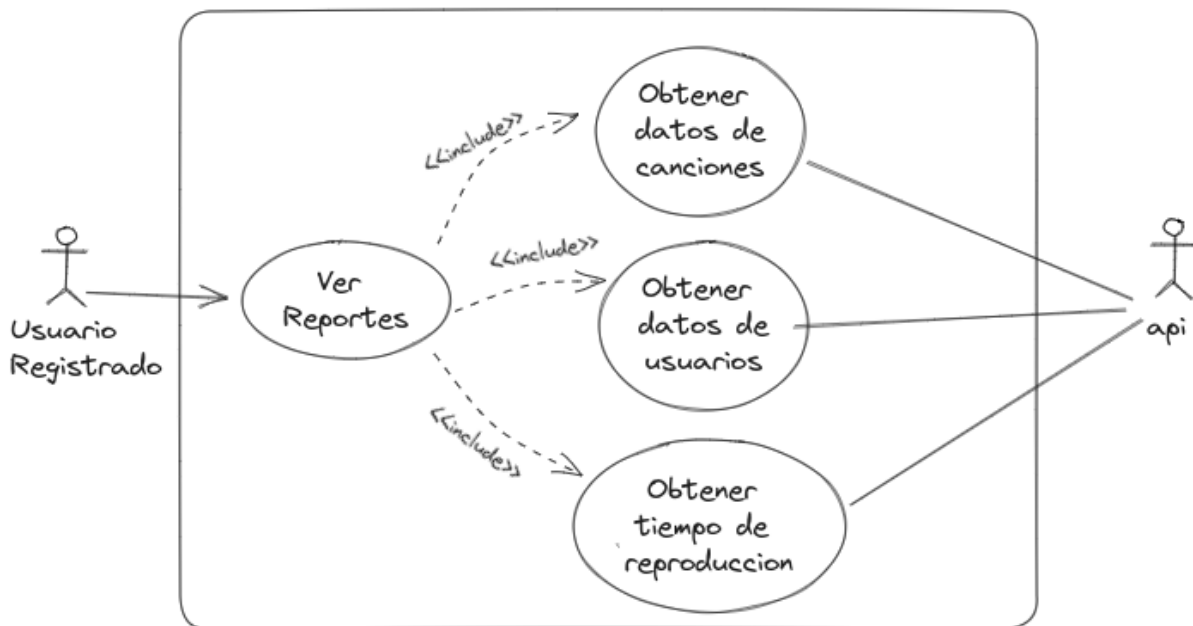 Obtener
datos de
canciones
<<include>>
<<include>>
Ver
Reportes
Obtener
datos de
usuarios
Usuario
Registrado
api
<<include>>
Obtener
tiempo de
reproduccion